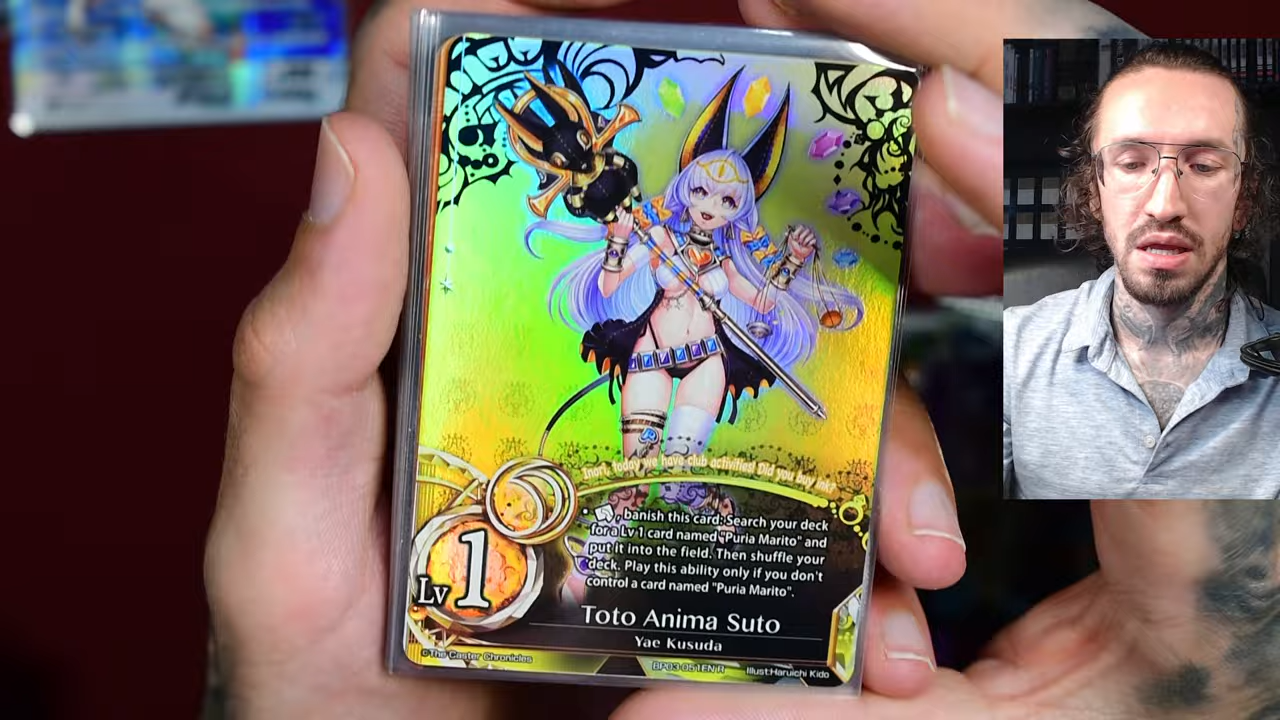 Inari, today we have club activities! Did you buy ink?
, banish this card: Search your deck
for a Lv 1 card named "Puria Marito" and
put it into the field. Then shuffle your
deck. Play this ability only if you don't
control a card named "Puria Marito".
Lv 1
Toto Anima Suto
Yae Kusuda
©The Caster Chronicles
BP03-051EN R
Illust:Haruichi Kido